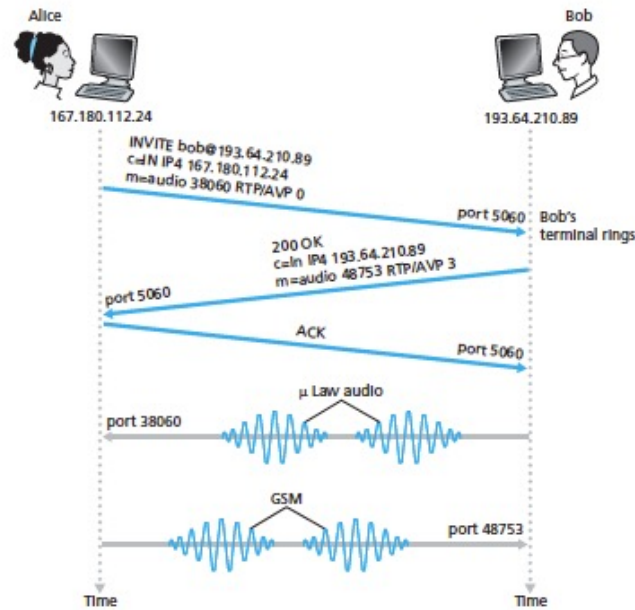 Alice
Bob
167.180.112.24
193.64.210.89
INVITE bob@193.64.210.89
c=IN IP4 167.180.112.24
m=audio 38060 RTP/AVP 0
port 5060
Bob's
terminal rings
200 OK
c=In IP4 193.64.210.89
m=audio 48753 RTP/AVP 3
port 5060
ACK
port 5060
μ Law audio
port 38060
GSM
port 48753
Time
Time